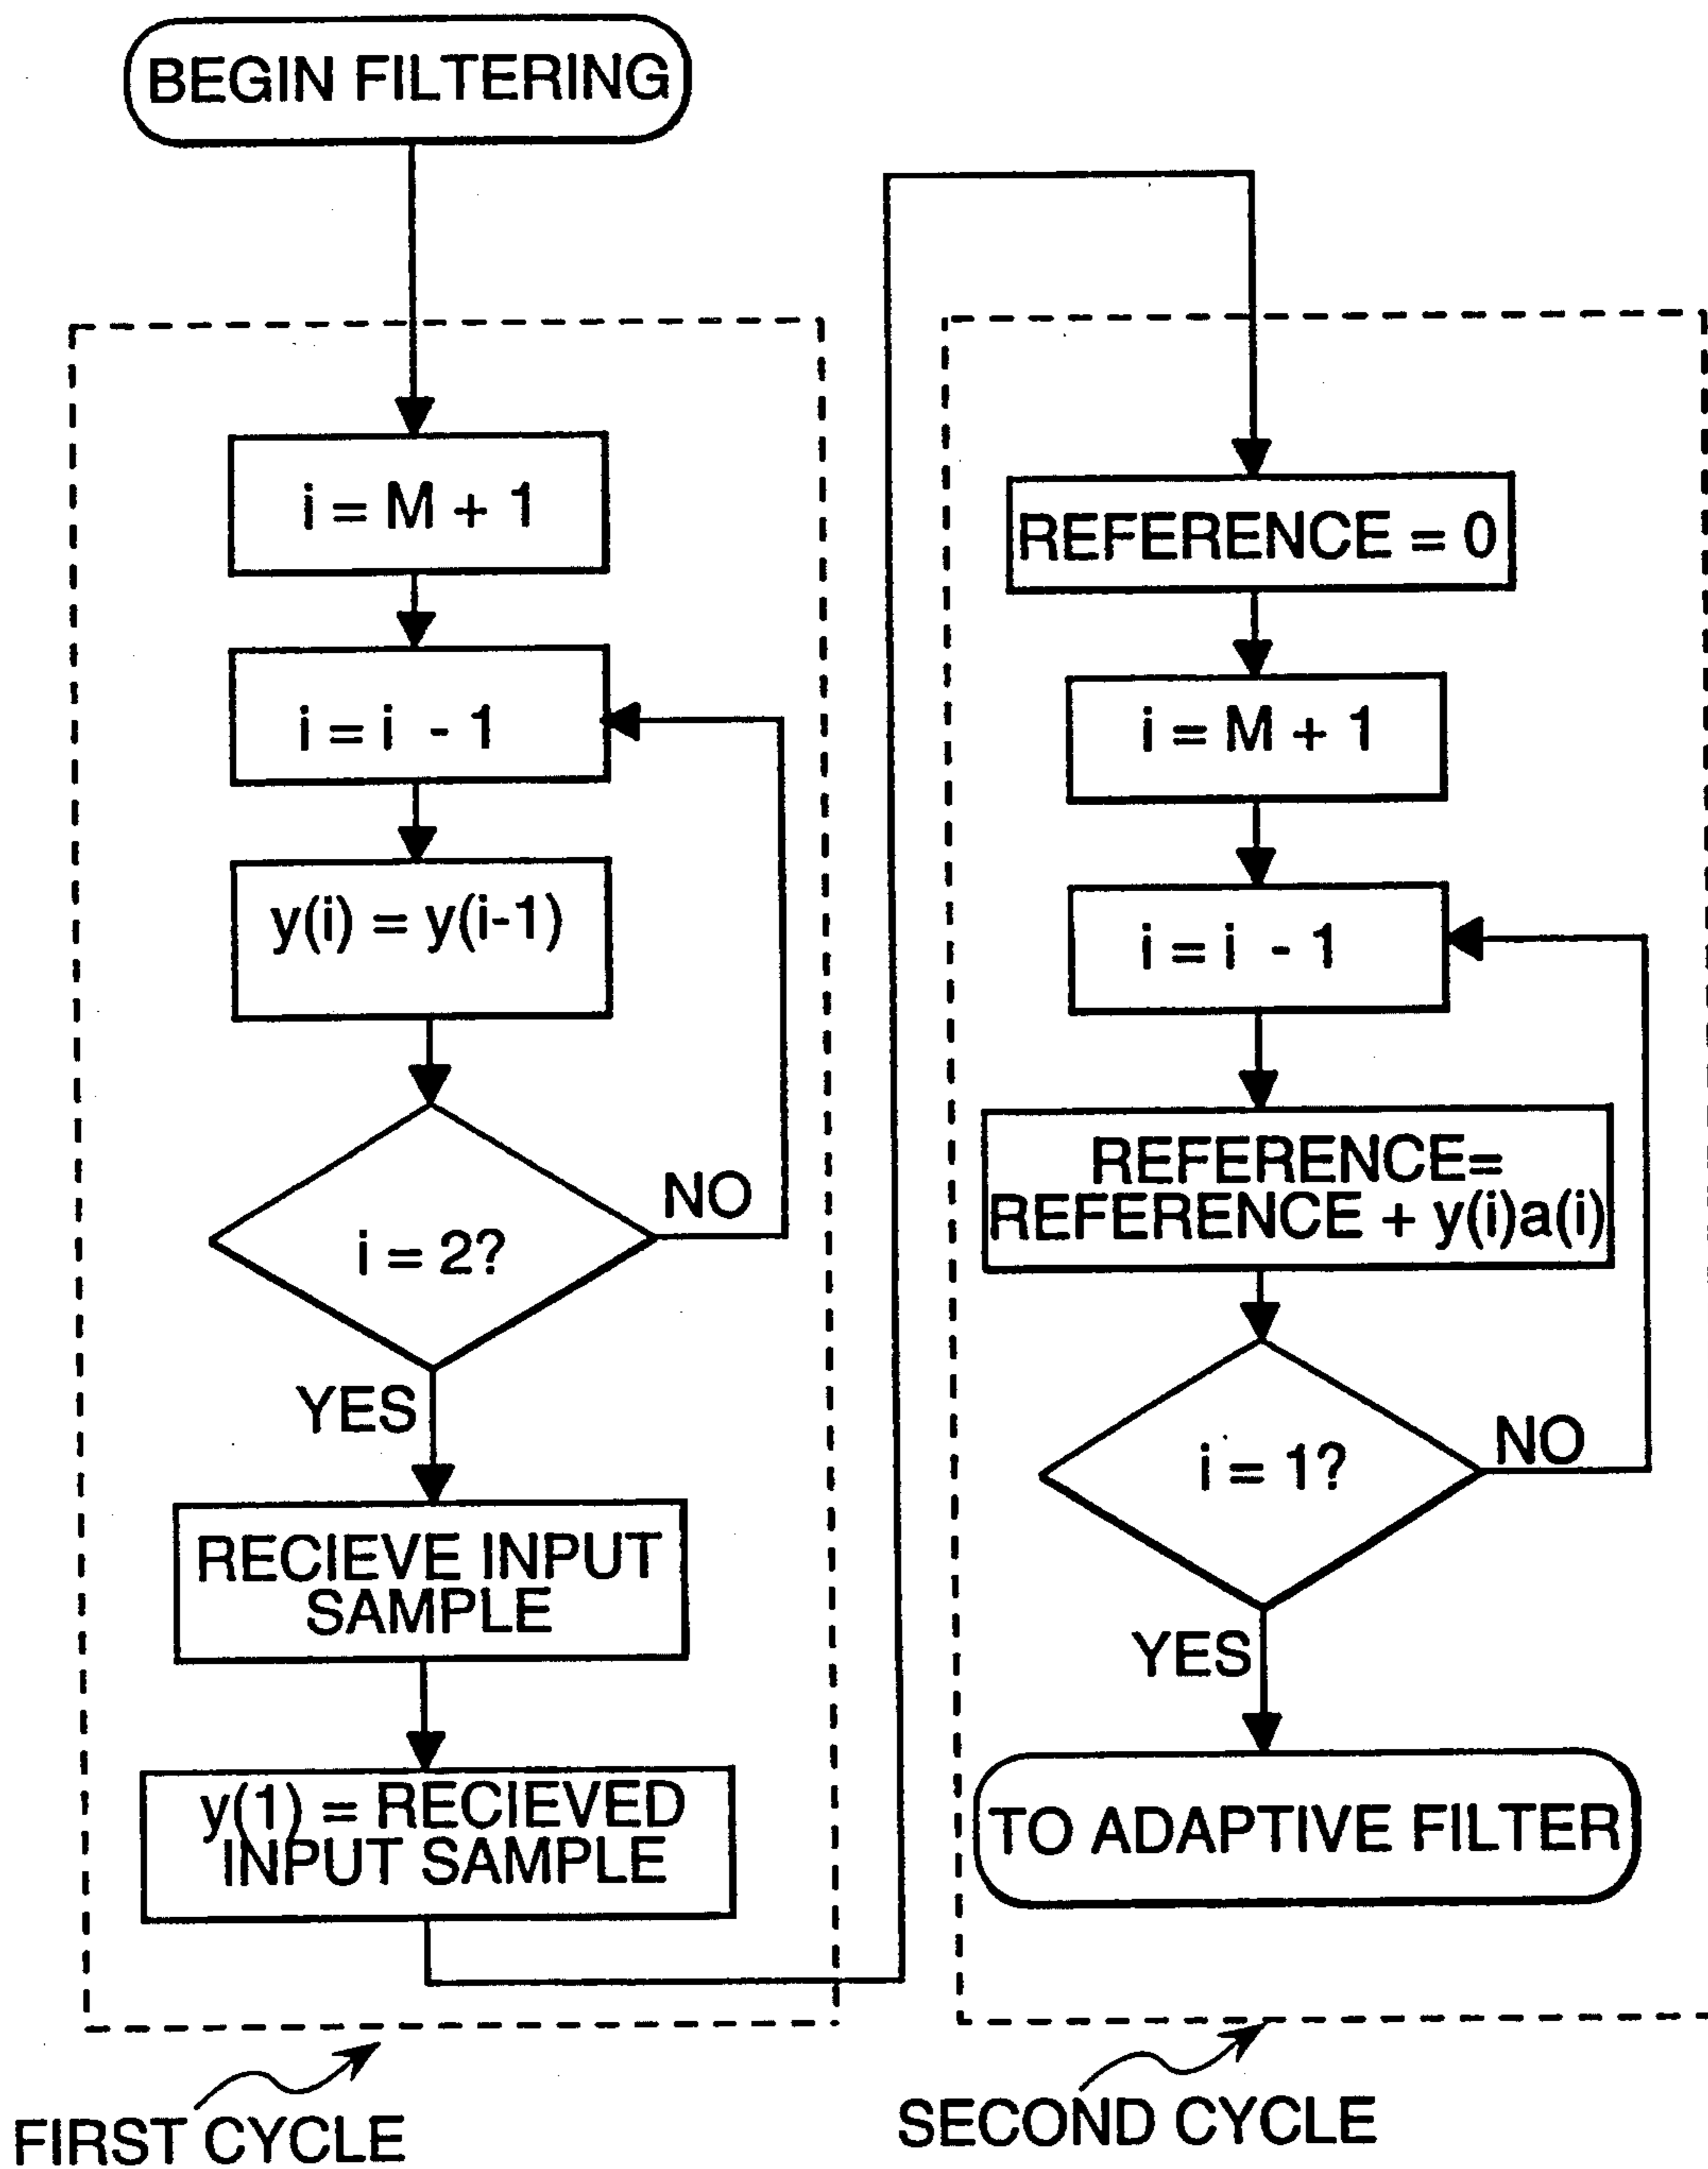 BEGIN FILTERING
i = M + 1
i = i - 1
y(i) = y(i-1)
i = 2?
NO
YES
RECIEVE INPUT
SAMPLE
y(1) = RECIEVED
INPUT SAMPLE
FIRST CYCLE
REFERENCE = 0
i = M + 1
i = i - 1
REFERENCE=
REFERENCE + y(i)a(i)
i = 1?
NO
YES
TO ADAPTIVE FILTER
SECOND CYCLE